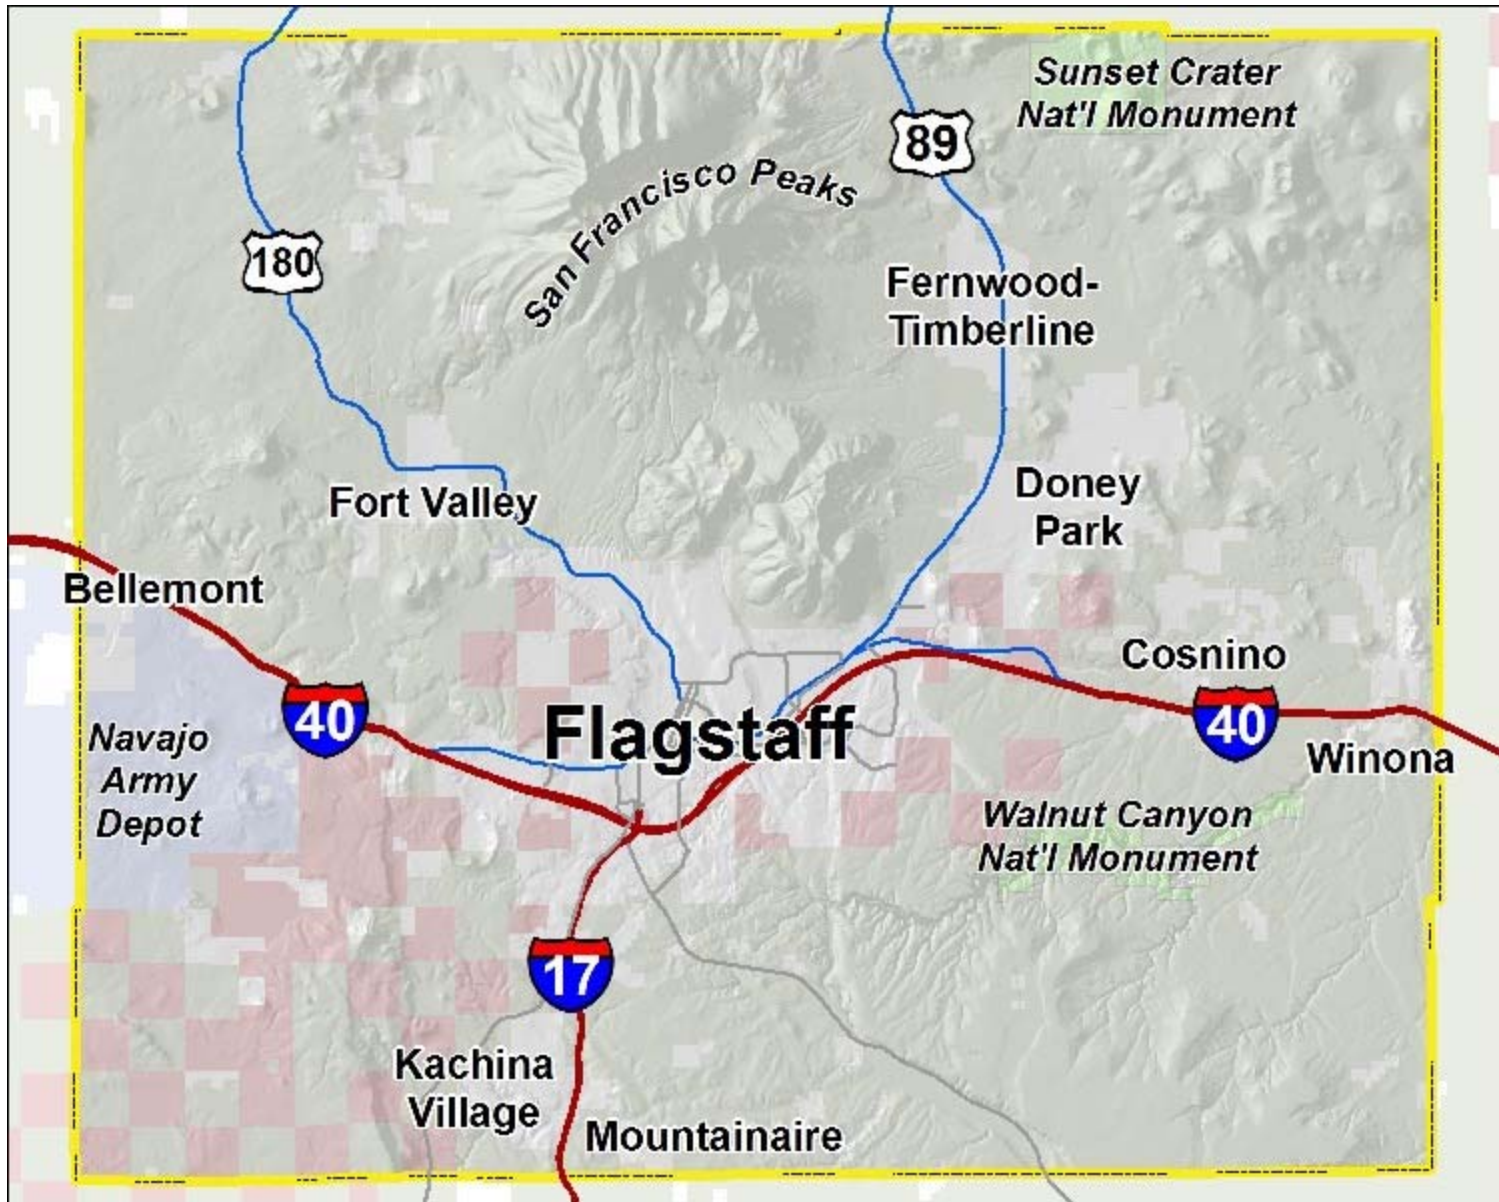 Sunset Crater
Nat'l Monument
89
San Francisco Peaks
180
Fernwood-
Timberline
Fort Valley
Doney
Park
Bellemont
Cosnino
40
Flagstaff
40
Navajo
Army
Depot
Winona
Walnut Canyon
Nat'l Monument
17
Kachina
Village
Mountainaire